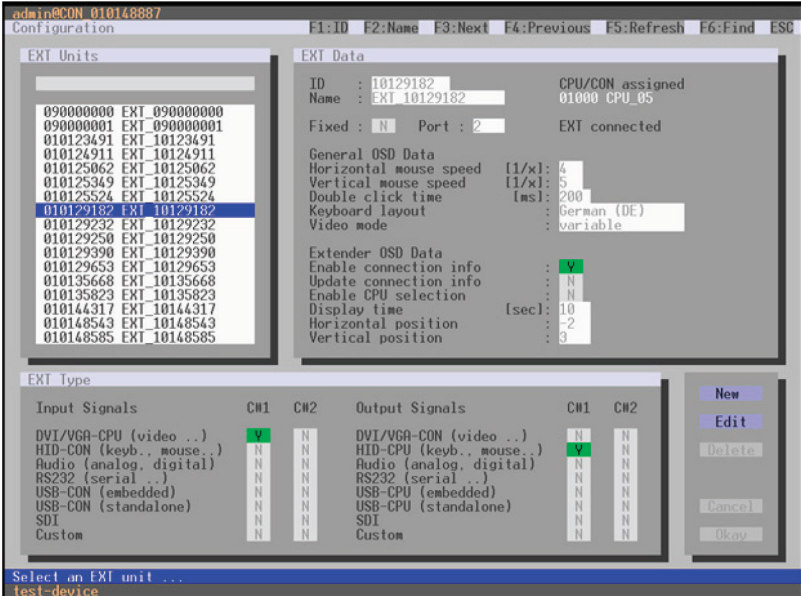 admin@CON_010148887
Configuration F1:ID F2:Name F3:Next F4:Previous F5:Refresh F6:Find ESC
EXT Units
090000000 EXT_090000000
090000001 EXT_090000001
010123491 EXT_10123491
010124911 EXT_10124911
010125062 EXT_10125062
010125349 EXT_10125349
010125524 EXT_10125524
010129182 EXT_10129182
010129232 EXT_10129232
010129250 EXT_10129250
010129390 EXT_10129390
010129653 EXT_10129653
010135668 EXT_10135668
010135823 EXT_10135823
010144317 EXT_10144317
010148543 EXT_10148543
010148585 EXT_10148585
EXT Data
ID : 10129182 CPU/CON assigned
Name : EXT_10129182 01000 CPU_05
Fixed : N Port : 2 EXT connected
General OSD Data
Horizontal mouse speed [1/x]: 4
Vertical mouse speed [1/x]: 5
Double click time [ms]: 200
Keyboard layout : German (DE)
Video mode : variable
Extender OSD Data
Enable connection info : Y
Update connection info : N
Enable CPU selection : N
Display time [sec]: 10
Horizontal position : -2
Vertical position : 3
EXT Type
Input Signals C#1 C#2 Output Signals C#1 C#2
DVI/VGA-CPU (video ..) Y N DVI/VGA-CON (video ..) N N
HID-CON (keyb., mouse..) N N HID-CPU (keyb., mouse..) Y N
Audio (analog, digital) N N Audio (analog, digital) N N
RS232 (serial ..) N N RS232 (serial ..) N N
USB-CON (embedded) N N USB-CPU (embedded) N N
USB-CON (standalone) N N USB-CPU (standalone) N N
SDI N N SDI N N
Custom N N Custom N N
New
Edit
Delete
Cancel
Okay
Select an EXT unit ...
test-device